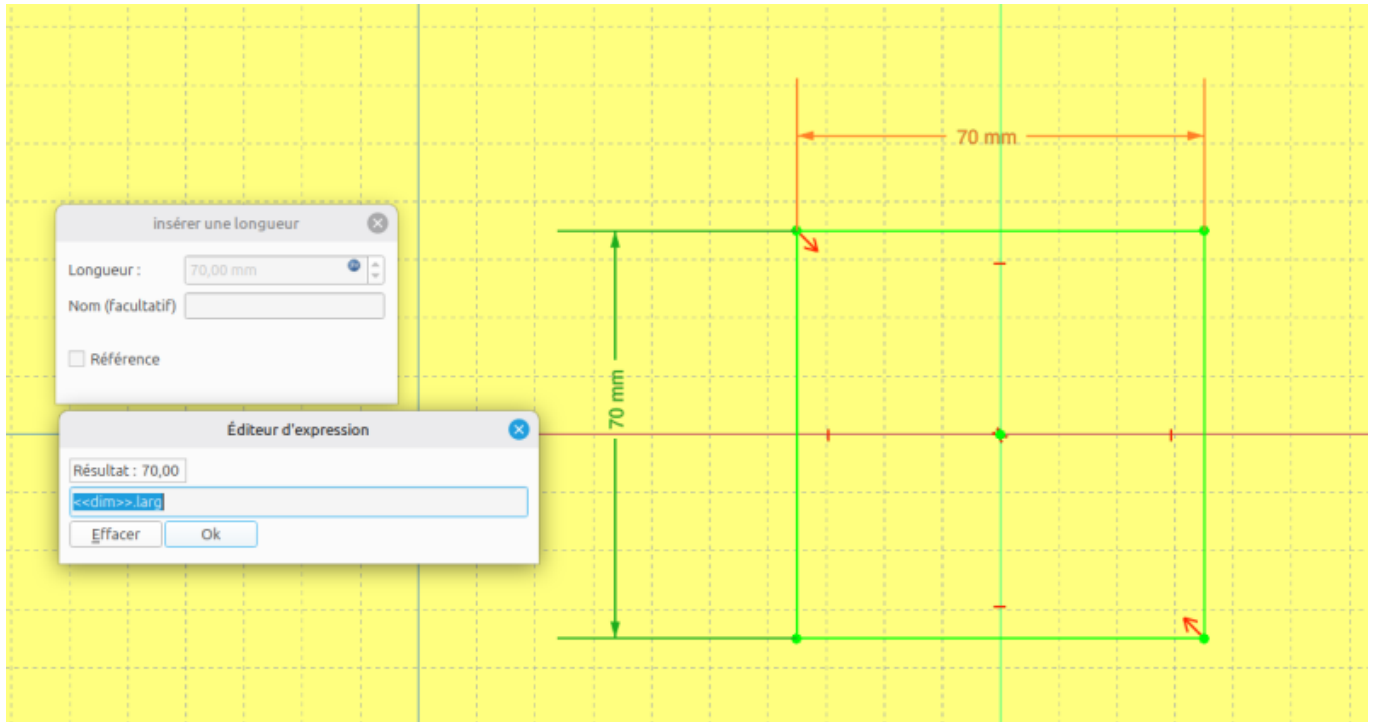 70 mm
insérer une longueur
Longueur : 70,00 mm
Nom (facultatif)
Référence
70 mm
Éditeur d'expression
Résultat : 70,00
<<dim>>.larg
Effacer Ok